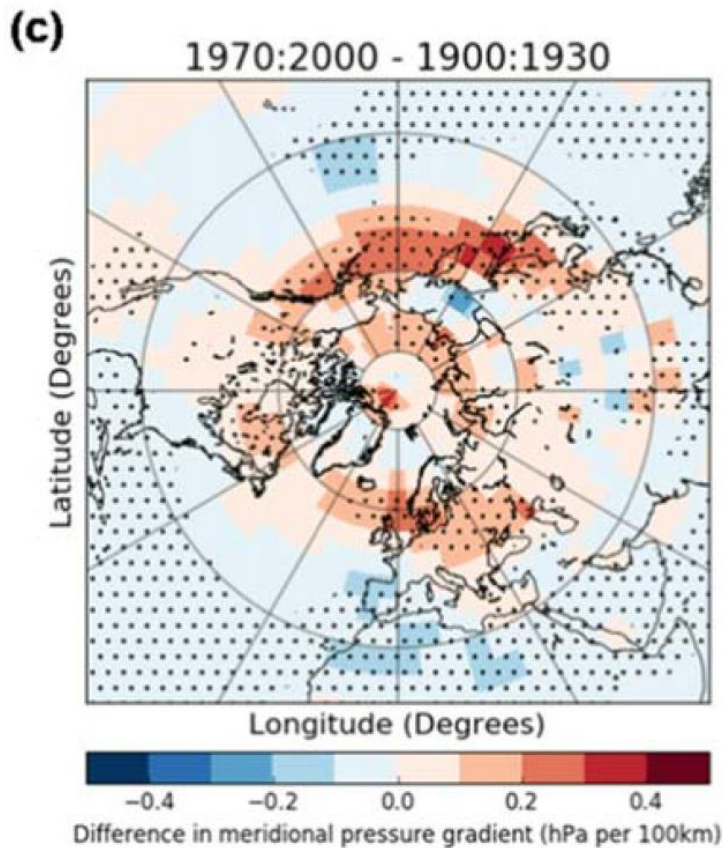 (c)
1970:2000 - 1900:1930
Latitude (Degrees)
Longitude (Degrees)
−0.4 −0.2 0.0 0.2 0.4
Difference in meridional pressure gradient (hPa per 100km)